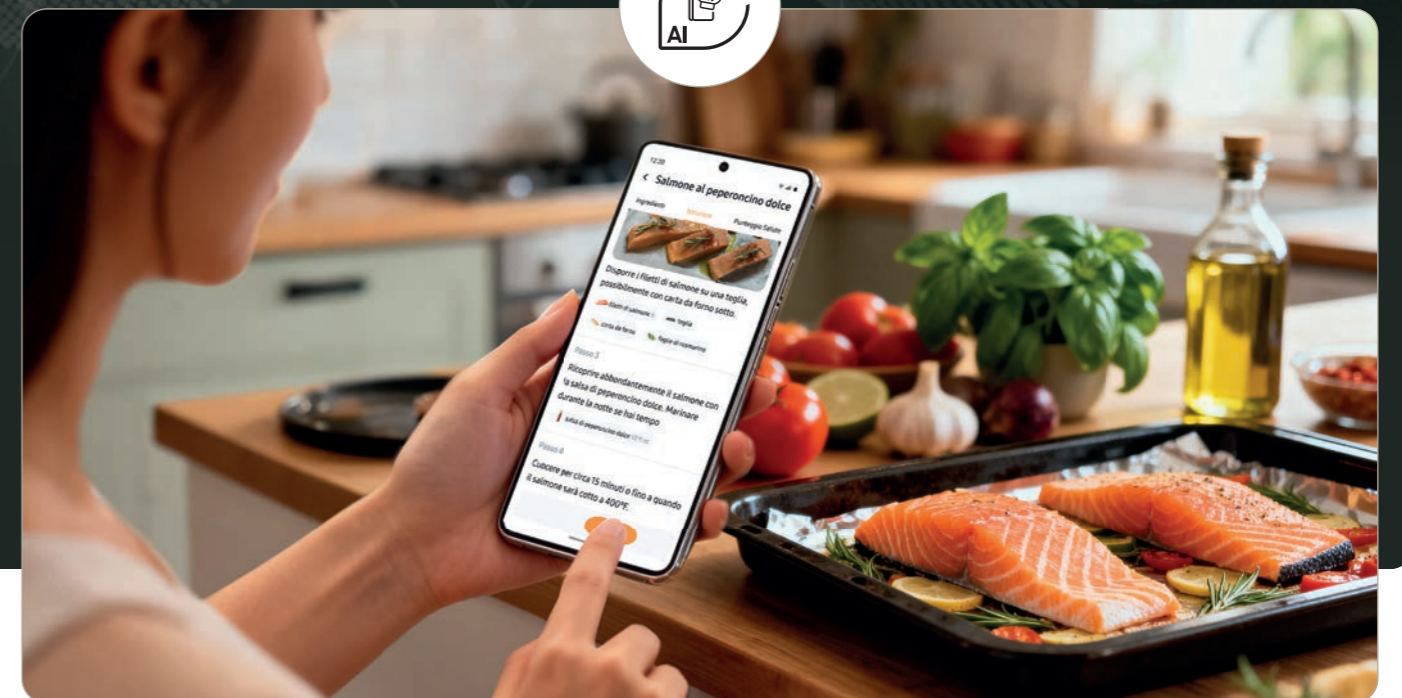 AI
12:30
Salmone al peperoncino dolce
Ingredienti Istruzioni Punteggio Salute
Disporre i filetti di salmone su una teglia,
possibilmente con carta da forno sotto.
filetti di salmone teglia
carta da forno foglie di rosmarino
Passo 3
Ricoprire abbondantemente il salmone con
la salsa di peperoncino dolce. Marinare
durante la notte se hai tempo
salsa di peperoncino dolce
Passo 4
Cuocere per circa 15 minuti o fino a quando
il salmone sarà cotto a 400°F.